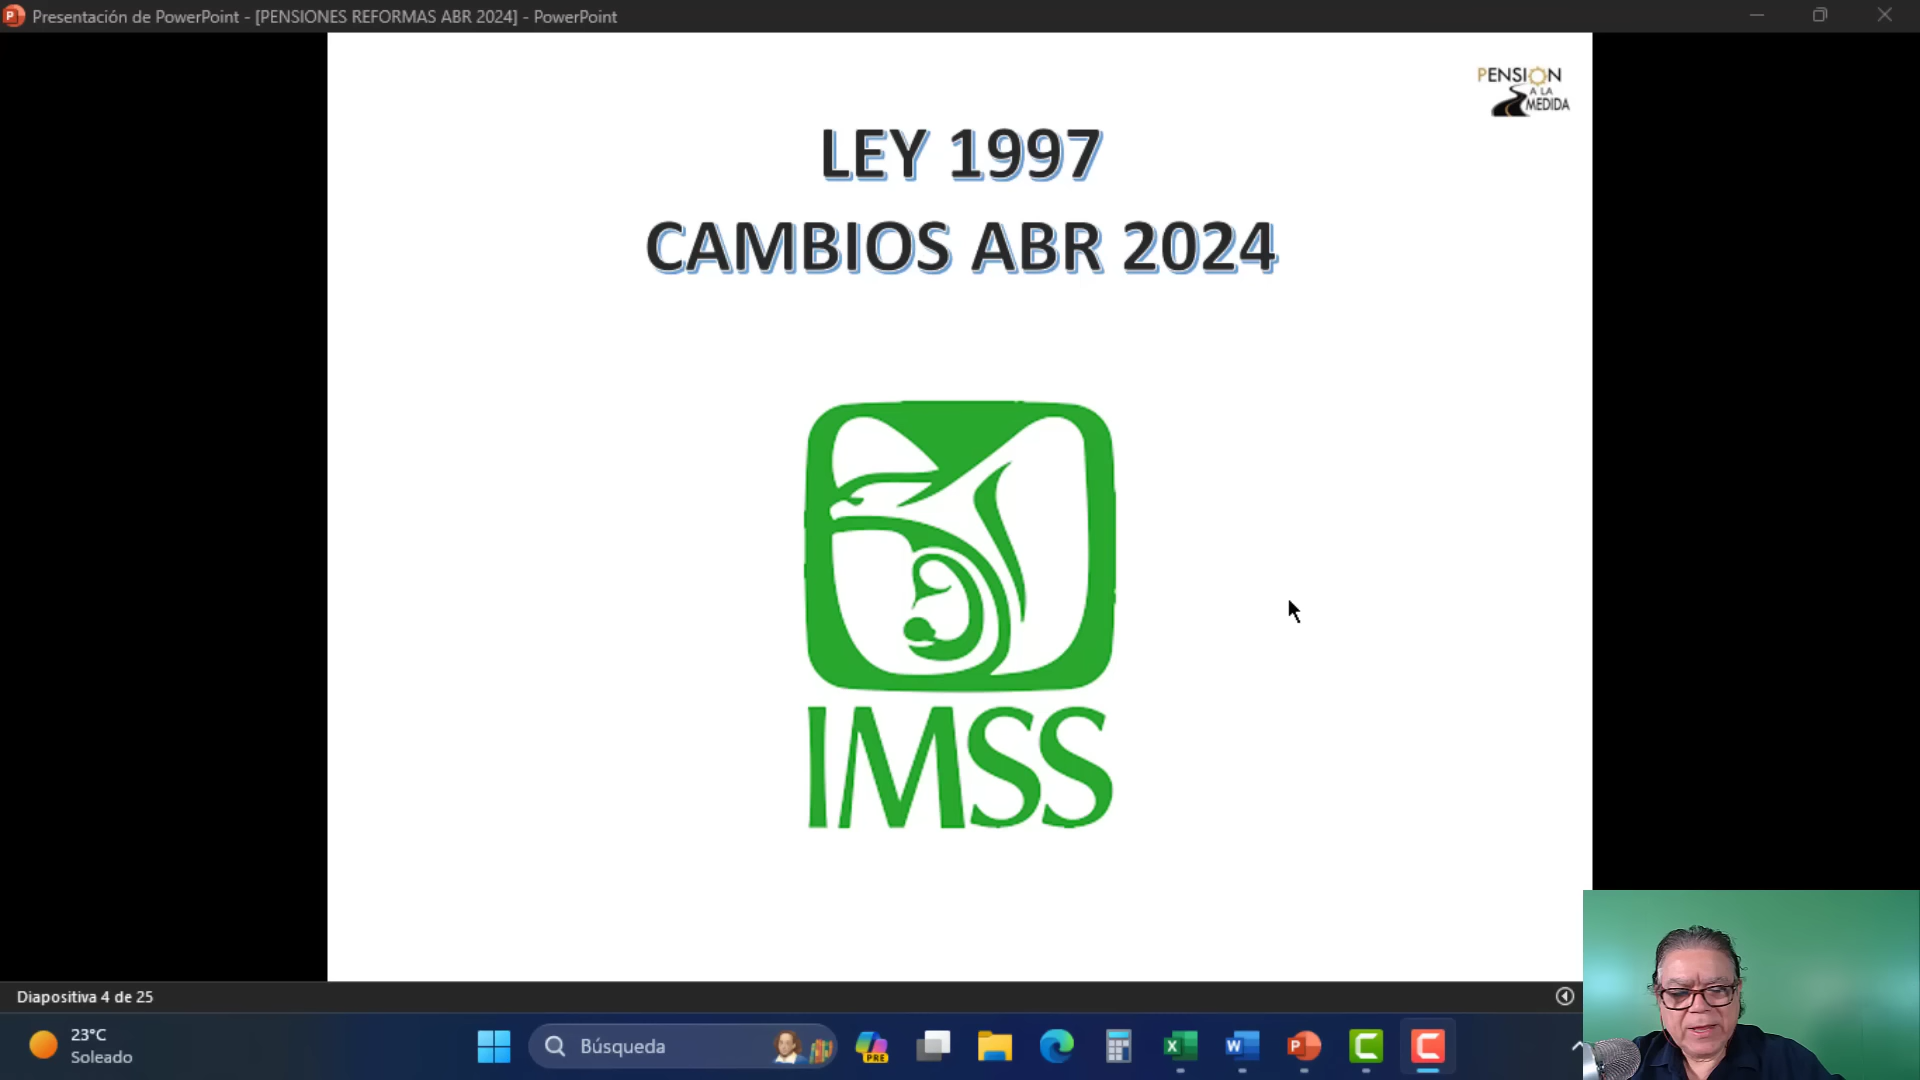 Presentación de PowerPoint - [PENSIONES REFORMAS ABR 2024] - PowerPoint
PENSION
A LA
MEDIDA
LEY 1997
CAMBIOS ABR 2024
IMSS
Diapositiva 4 de 25
23°C
Soleado
Búsqueda
PRE